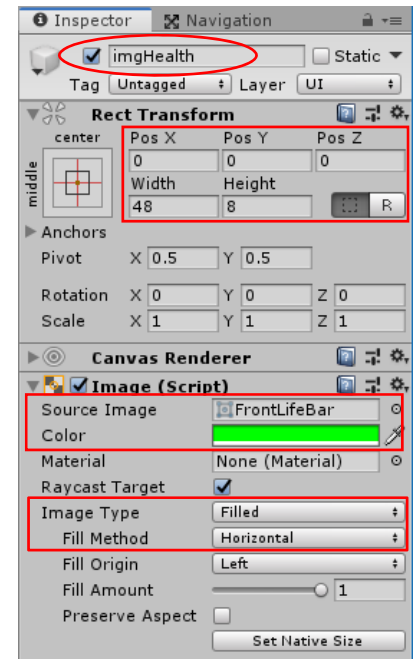 Inspector Navigation
imgHealth Static
Tag Untagged Layer UI
Rect Transform
center Pos X Pos Y Pos Z
middle 0 0 0
Width Height
48 8 R
Anchors
Pivot X 0.5 Y 0.5
Rotation X 0 Y 0 Z 0
Scale X 1 Y 1 Z 1
Canvas Renderer
Image (Script)
Source Image FrontLifeBar
Color
Material None (Material)
Raycast Target
Image Type Filled
Fill Method Horizontal
Fill Origin Left
Fill Amount 1
Preserve Aspect
Set Native Size